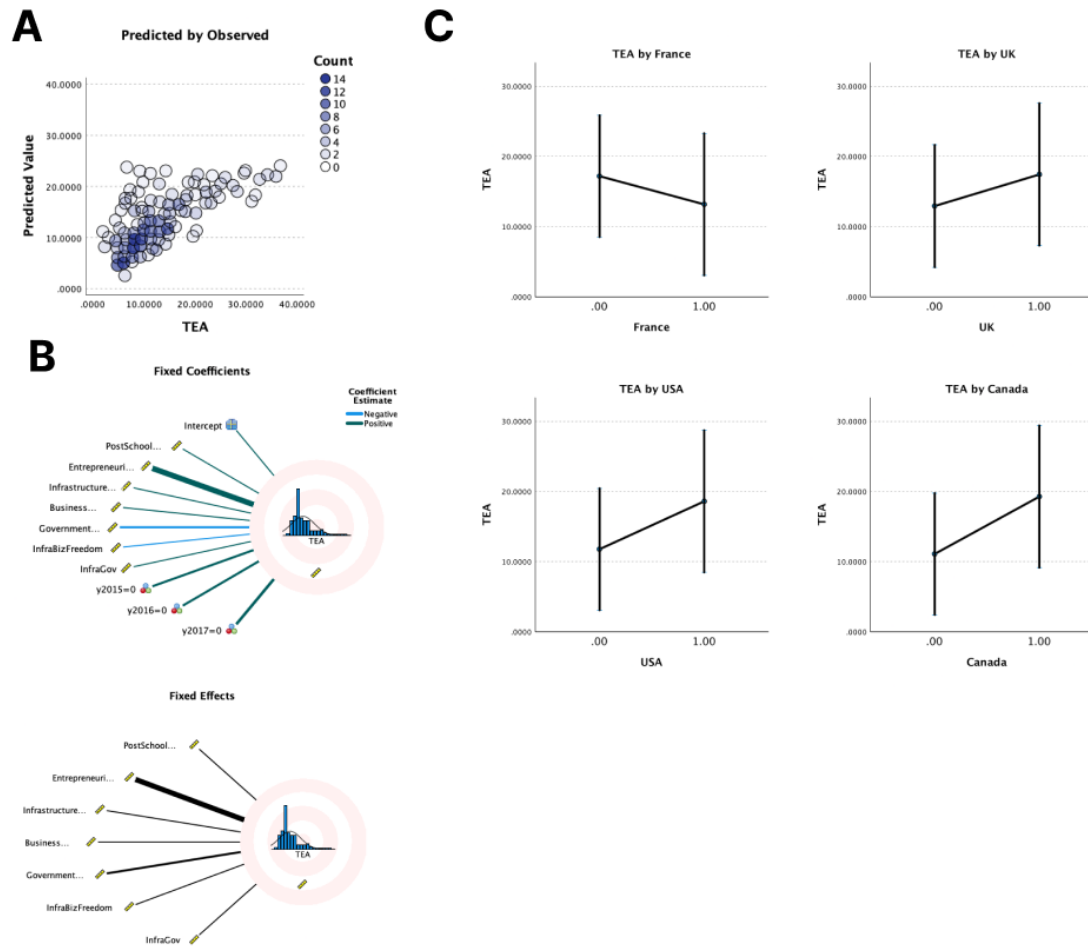 A
Predicted by Observed
Count
14
12
10
8
6
4
2
0
40.0000
30.0000
20.0000
10.0000
.0000
Predicted Value
.0000 10.0000 20.0000 30.0000 40.0000
TEA
B
Fixed Coefficients
Coefficient
Estimate
Negative
Positive
Intercept
PostSchool...
Entrepreneuri...
Infrastructure...
Business...
Government...
InfraBizFreedom
InfraGov
y2015=0
y2016=0
y2017=0
TEA
Fixed Effects
PostSchool...
Entrepreneuri...
Infrastructure...
Business...
Government...
InfraBizFreedom
InfraGov
TEA
C
TEA by France
30.0000
20.0000
10.0000
.0000
TEA
.00 1.00
France
TEA by UK
30.0000
20.0000
10.0000
.0000
TEA
.00 1.00
UK
TEA by USA
30.0000
20.0000
10.0000
.0000
TEA
.00 1.00
USA
TEA by Canada
30.0000
20.0000
10.0000
.0000
TEA
.00 1.00
Canada